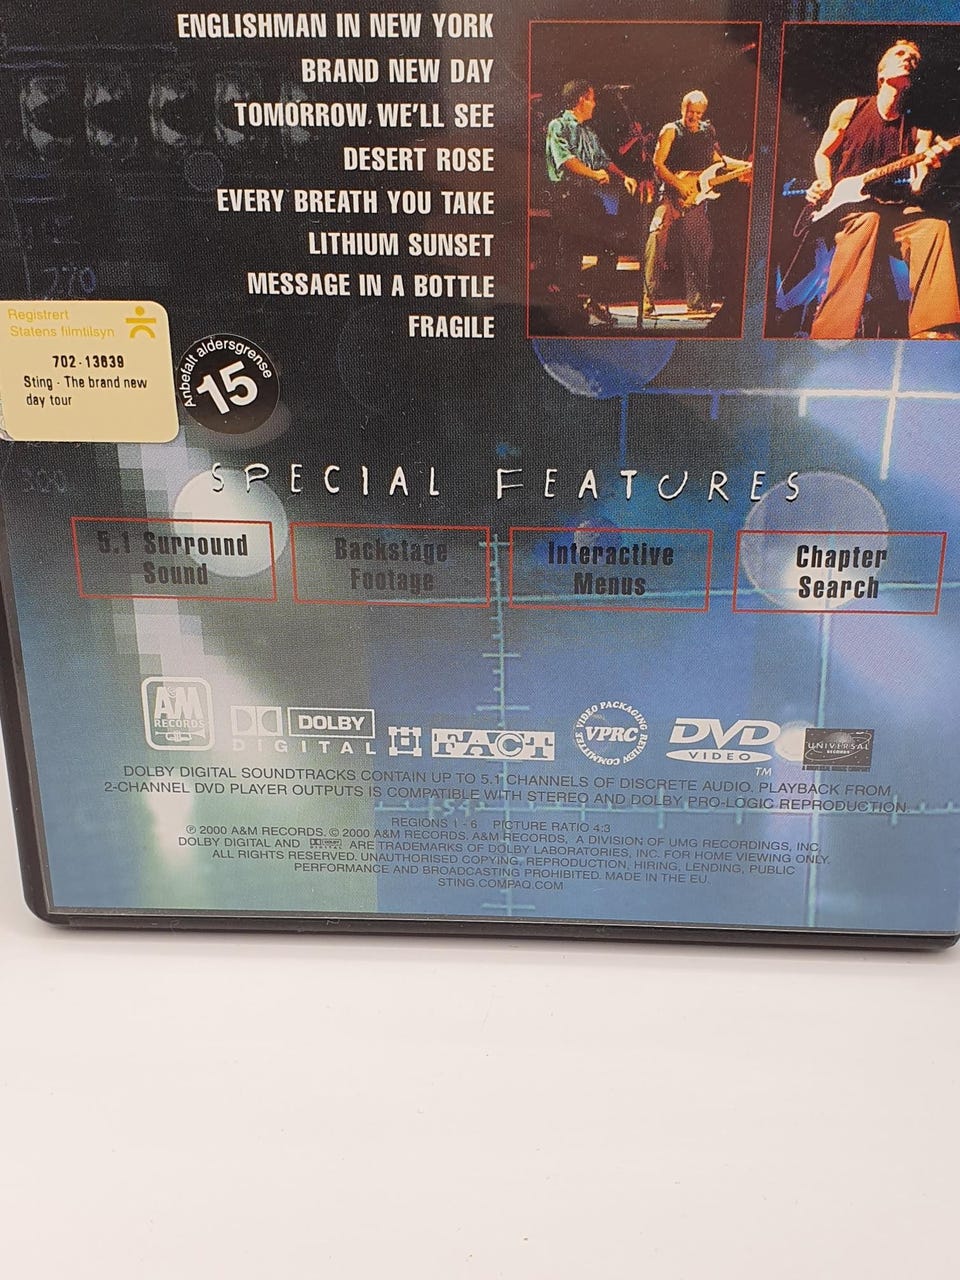 ENGLISHMAN IN NEW YORK
BRAND NEW DAY
TOMORROW WE'LL SEE
DESERT ROSE
EVERY BREATH YOU TAKE
LITHIUM SUNSET
MESSAGE IN A BOTTLE
FRAGILE
270
Registrert
Statens filmtilsyn
702-13639
Sting - The brand new
day tour
Anbefalt aldersgrense
15
SPECIAL FEATURES
5.1 Surround
Sound
Backstage
Footage
Interactive
Menus
Chapter
Search
A&M
RECORDS
DOLBY
DIGITAL
FACT
VIDEO PACKAGING REVIEW COMMITTEE
VPRC
DVD
VIDEO
TM
UNIVERSAL
DOLBY DIGITAL SOUNDTRACKS CONTAIN UP TO 5.1 CHANNELS OF DISCRETE AUDIO. PLAYBACK FROM
2-CHANNEL DVD PLAYER OUTPUTS IS COMPATIBLE WITH STEREO AND DOLBY PRO-LOGIC REPRODUCTION.
REGIONS 1 - 6 PICTURE RATIO 4:3
℗ 2000 A&M RECORDS. © 2000 A&M RECORDS. A&M RECORDS, A DIVISION OF UMG RECORDINGS, INC
DOLBY DIGITAL AND ARE TRADEMARKS OF DOLBY LABORATORIES, INC. FOR HOME VIEWING ONLY.
ALL RIGHTS RESERVED. UNAUTHORISED COPYING, REPRODUCTION, HIRING, LENDING, PUBLIC
PERFORMANCE AND BROADCASTING PROHIBITED. MADE IN THE EU.
STING.COMPAQ.COM